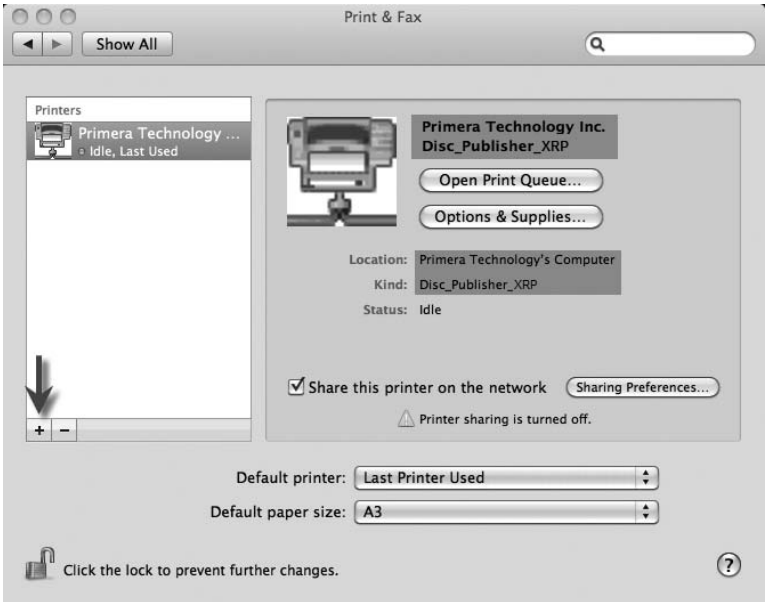 Print & Fax
Show All
Printers
Primera Technology ...
Idle, Last Used
Primera Technology Inc.
Disc_Publisher_XRP
Open Print Queue...
Options & Supplies...
Location: Primera Technology's Computer
Kind: Disc_Publisher_XRP
Status: Idle
Share this printer on the network Sharing Preferences...
Printer sharing is turned off.
+ −
Default printer: Last Printer Used
Default paper size: A3
Click the lock to prevent further changes. ?